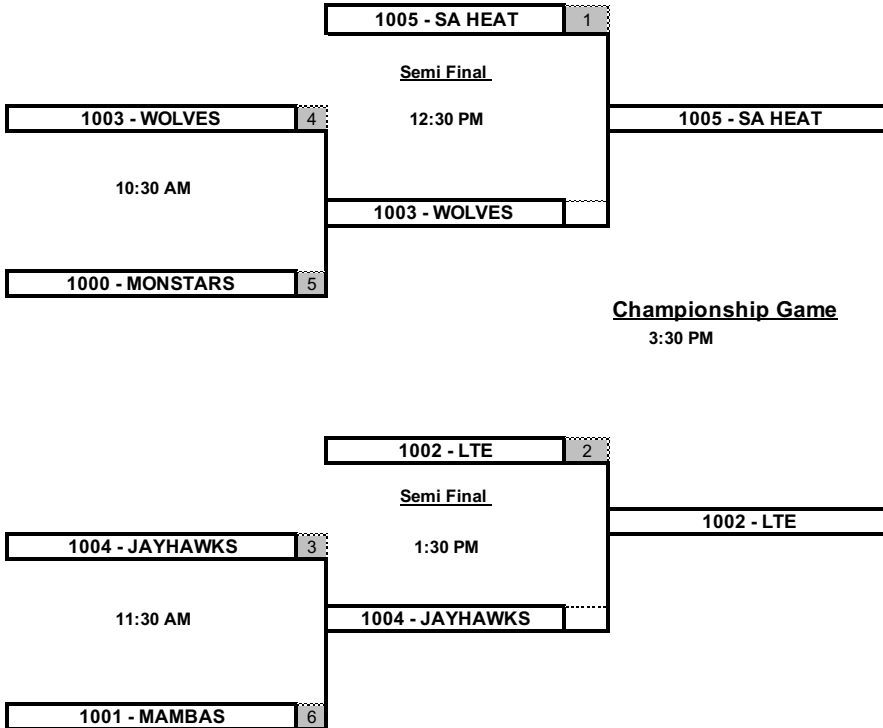 1005 - SA HEAT 1
Semi Final
1003 - WOLVES 4 12:30 PM 1005 - SA HEAT
10:30 AM
1003 - WOLVES
1000 - MONSTARS 5
Championship Game
3:30 PM
1002 - LTE 2
Semi Final
1002 - LTE
1004 - JAYHAWKS 3 1:30 PM
11:30 AM 1004 - JAYHAWKS
1001 - MAMBAS 6